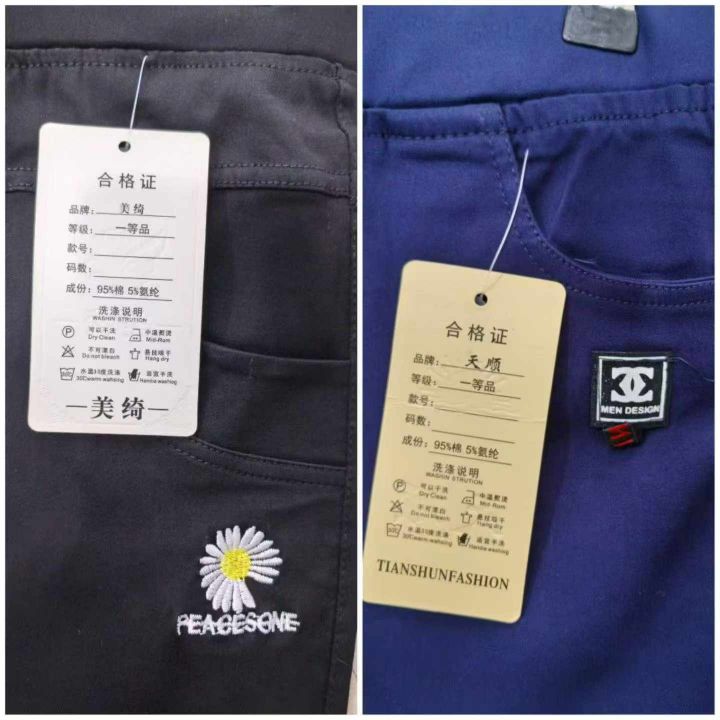 合格证
品牌: 美绮
等级: 一等品
款号:
码数:
成份: 95%棉 5%氨纶
洗涤说明
WASHIN STRUTION
P 可以干洗 Dry Clean 中温熨烫 Mid-Rom
不可漂白 Do not bleach 悬挂晾干 Hang dry
水温30度洗涤 30Cwarm wahsing 适宜手洗 Handse washiog
—美绮—
PEACESONE
合格证
品牌: 天顺
等级: 一等品
款号:
码数:
成份: 95%棉 5%氨纶
洗涤说明
WASHIN STRUTION
P 可以干洗 Dry Clean 中温熨烫 Mid-Rom
不可漂白 Do not bleach 悬挂晾干 Hang dry
水温30度洗涤 30Cwarm wahsing 适宜手洗 Handse washing
TIANSHUNFASHION
MEN DESIGN